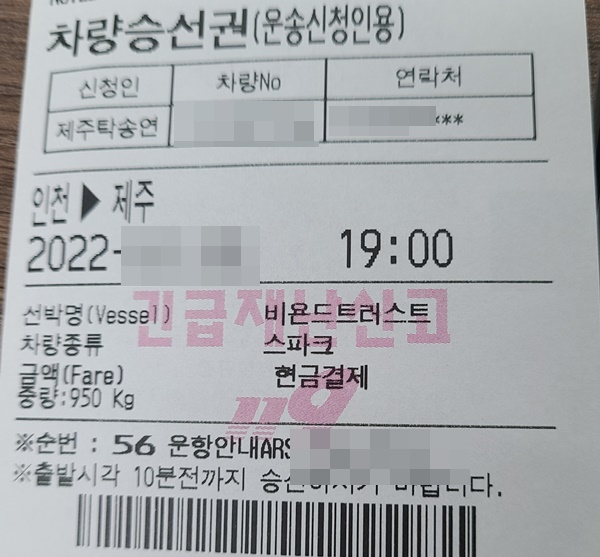 차량승선권(운송신청인용)
신청인 차량No 연락처
제주탁송연 **
인천 ▶ 제주
2022- 19:00
긴급재난신고
선박명(Vessel) 비욘드트러스트
차량종류 스파크
금액(Fare) 현금결제
중량:950 Kg
119
※순번 : 56 운항안내ARS
※출발시각 10분전까지